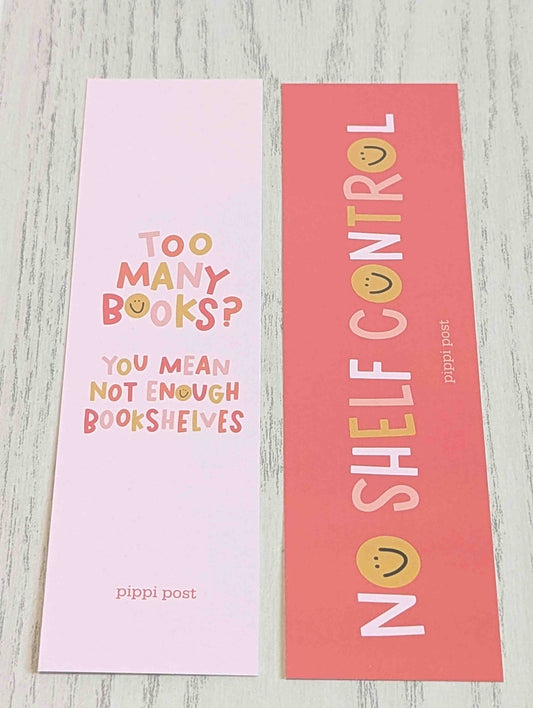 TOO
MANY
BOOKS?
YOU MEAN
NOT ENOUGH
BOOKSHELVES
pippi post
NO SHELF CONTROL
pippi post